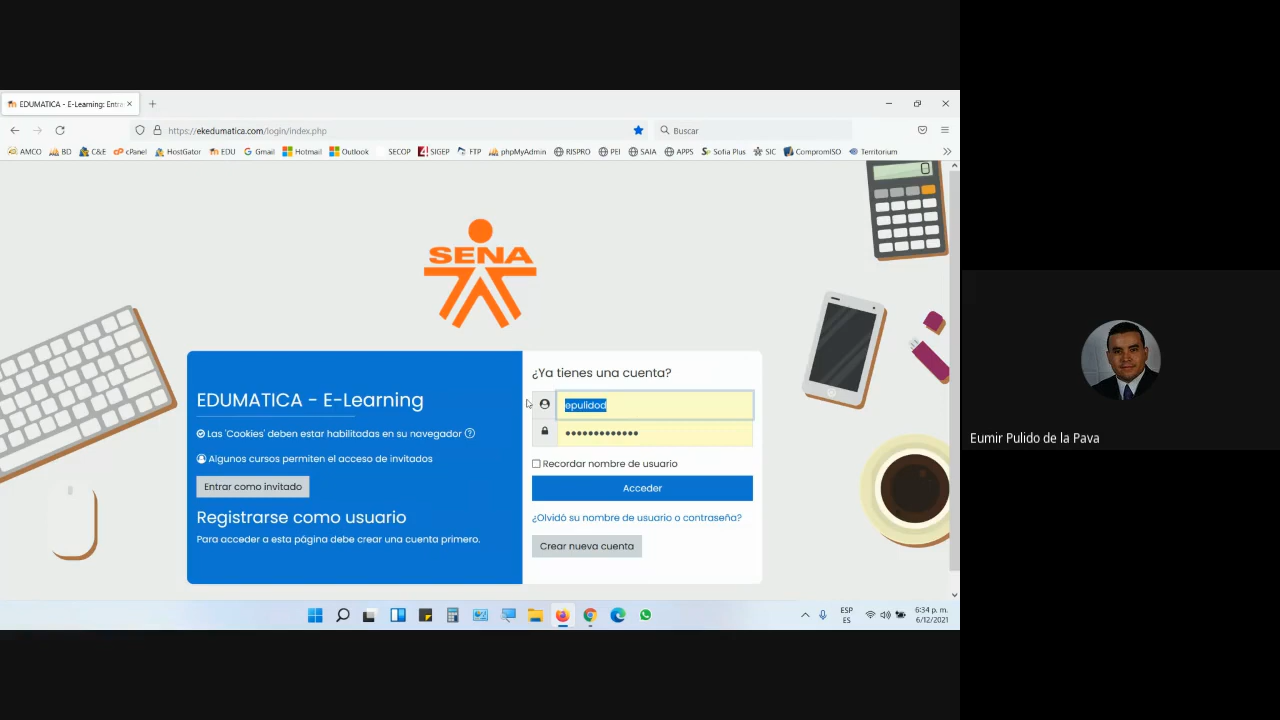 EDUMATICA - E-Learning: Entra
https://ekedumatica.com/login/index.php
Buscar
AMCO BD C&E cPanel HostGator EDU Gmail Hotmail Outlook SECOP SIGEP FTP phpMyAdmin RISPRO PEI SAIA APPS Sofia Plus SIC CompromISO Territorium
0
SENA
EDUMATICA - E-Learning
Las 'Cookies' deben estar habilitadas en su navegador
Algunos cursos permiten el acceso de invitados
Entrar como invitado
Registrarse como usuario
Para acceder a esta página debe crear una cuenta primero.
¿Ya tienes una cuenta?
epulidod
•••••••••••••
Recordar nombre de usuario
Acceder
¿Olvidó su nombre de usuario o contraseña?
Crear nueva cuenta
Eumir Pulido de la Pava
ESP
ES
6:34 p. m.
6/12/2021